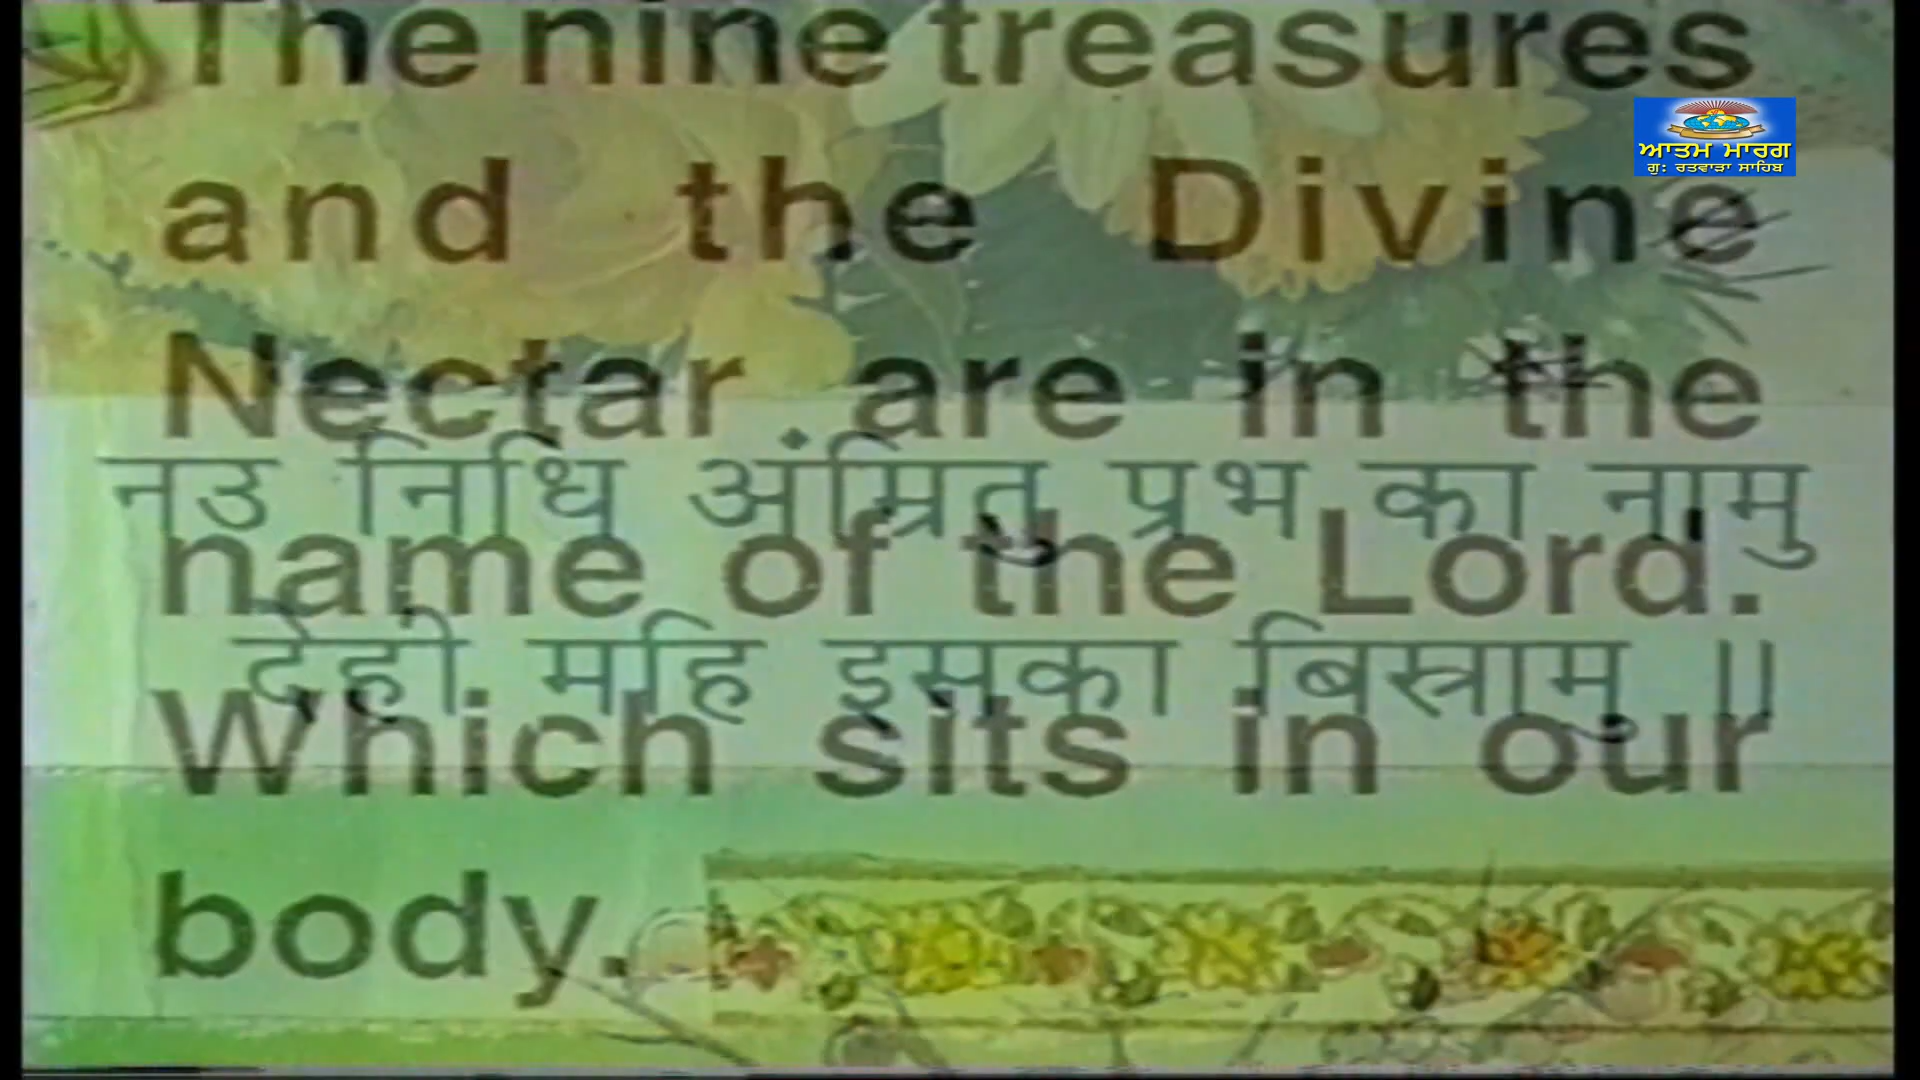 The nine treasures
ਆਤਮ ਮਾਰਗ
ਗੁ: ਰਤਵਾੜਾ ਸਾਹਿਬ
and the Divine
Nectar are in the
नउ निधि अंम्रितु प्रभ का नामु
name of the Lord.
देही महि इसका बिस्रामु ॥
Which sits in our
body.